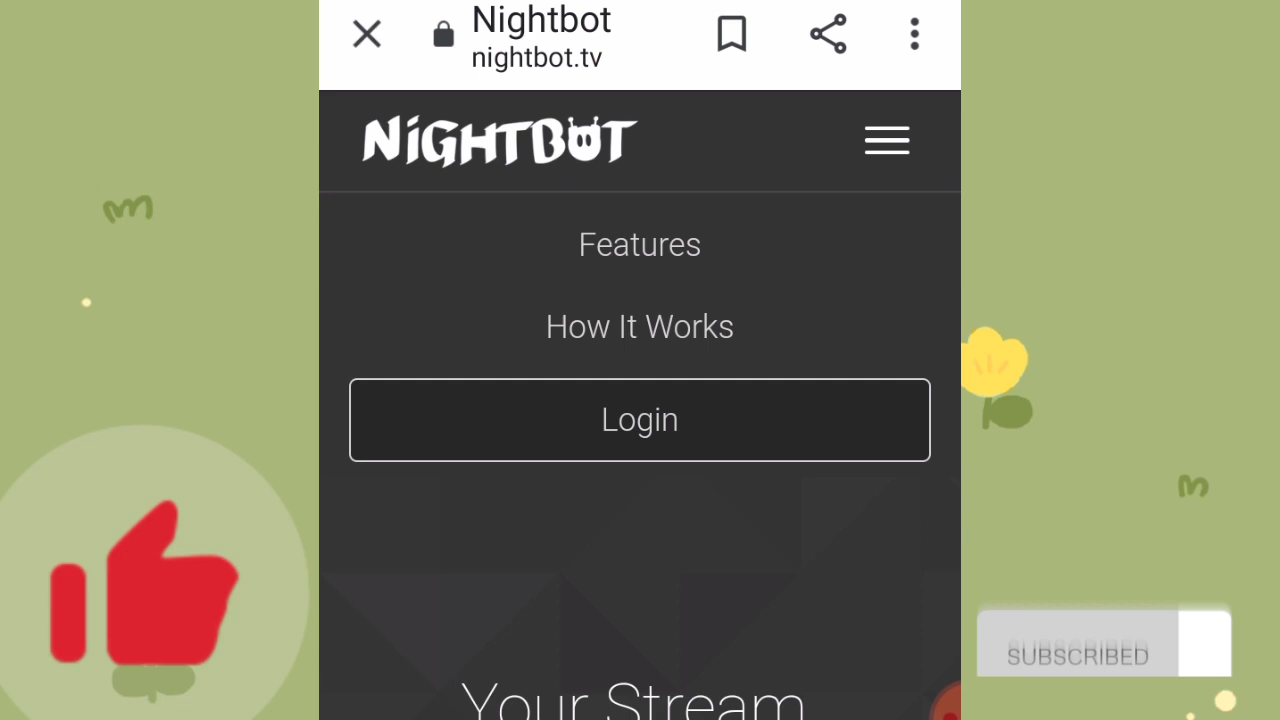 Nightbot
nightbot.tv
NiGHTBOT
Features
How It Works
Login
Your Stream
SUBSCRIBED